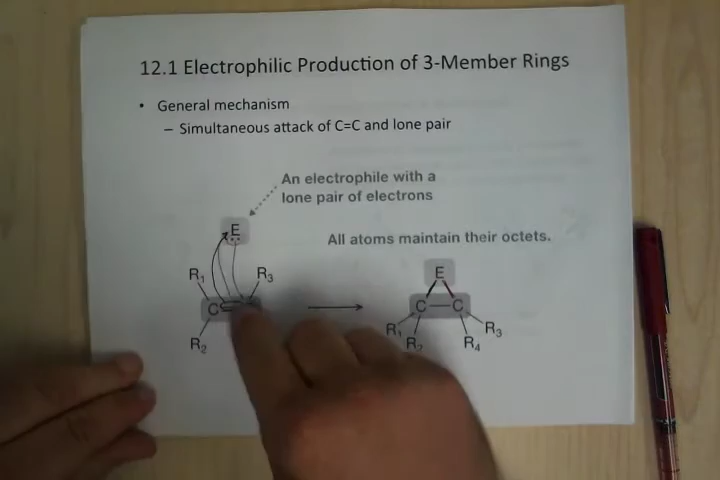 12.1 Electrophilic Production of 3-Member Rings
• General mechanism
– Simultaneous attack of C=C and lone pair
An electrophile with a
lone pair of electrons
E
All atoms maintain their octets.
R₁ R₃
E
C
C C
R₂
R₁ R₂ R₄ R₃